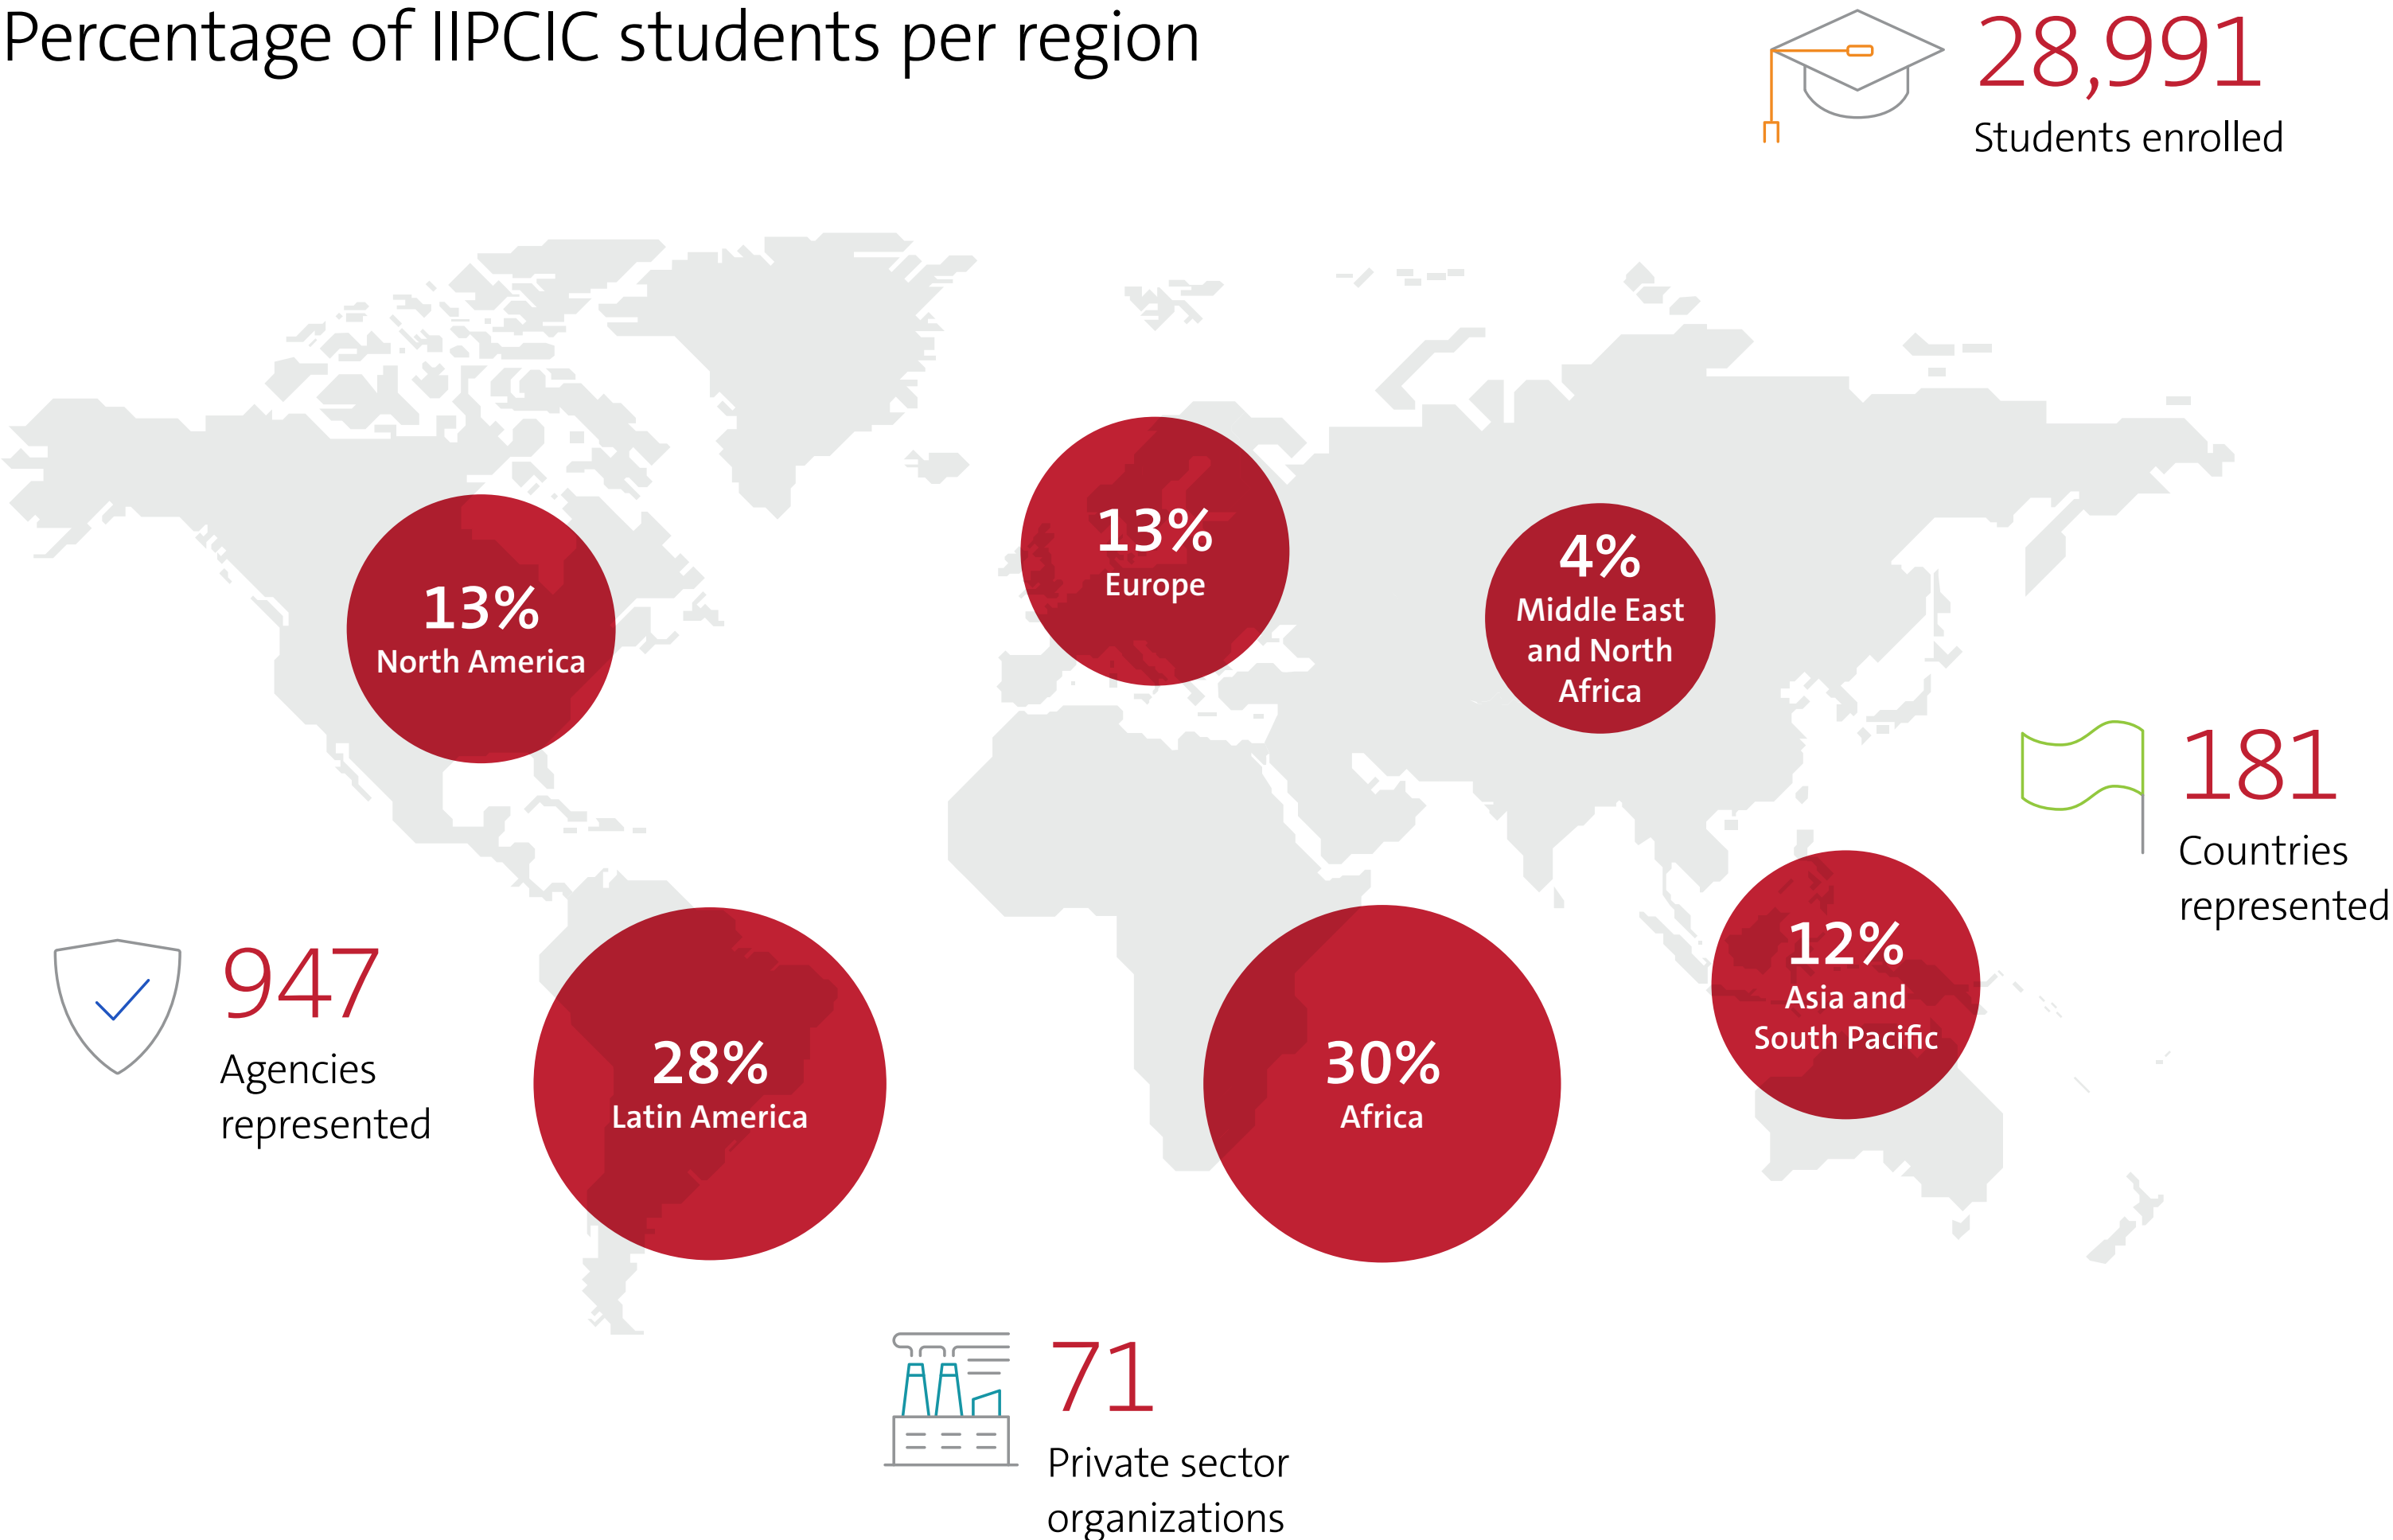 Percentage of IIPCIC students per region
28,991
Students enrolled
13%
North America
13%
Europe
4%
Middle East
and North
Africa
181
Countries
represented
947
Agencies
represented
28%
Latin America
30%
Africa
12%
Asia and
South Pacific
71
Private sector
organizations